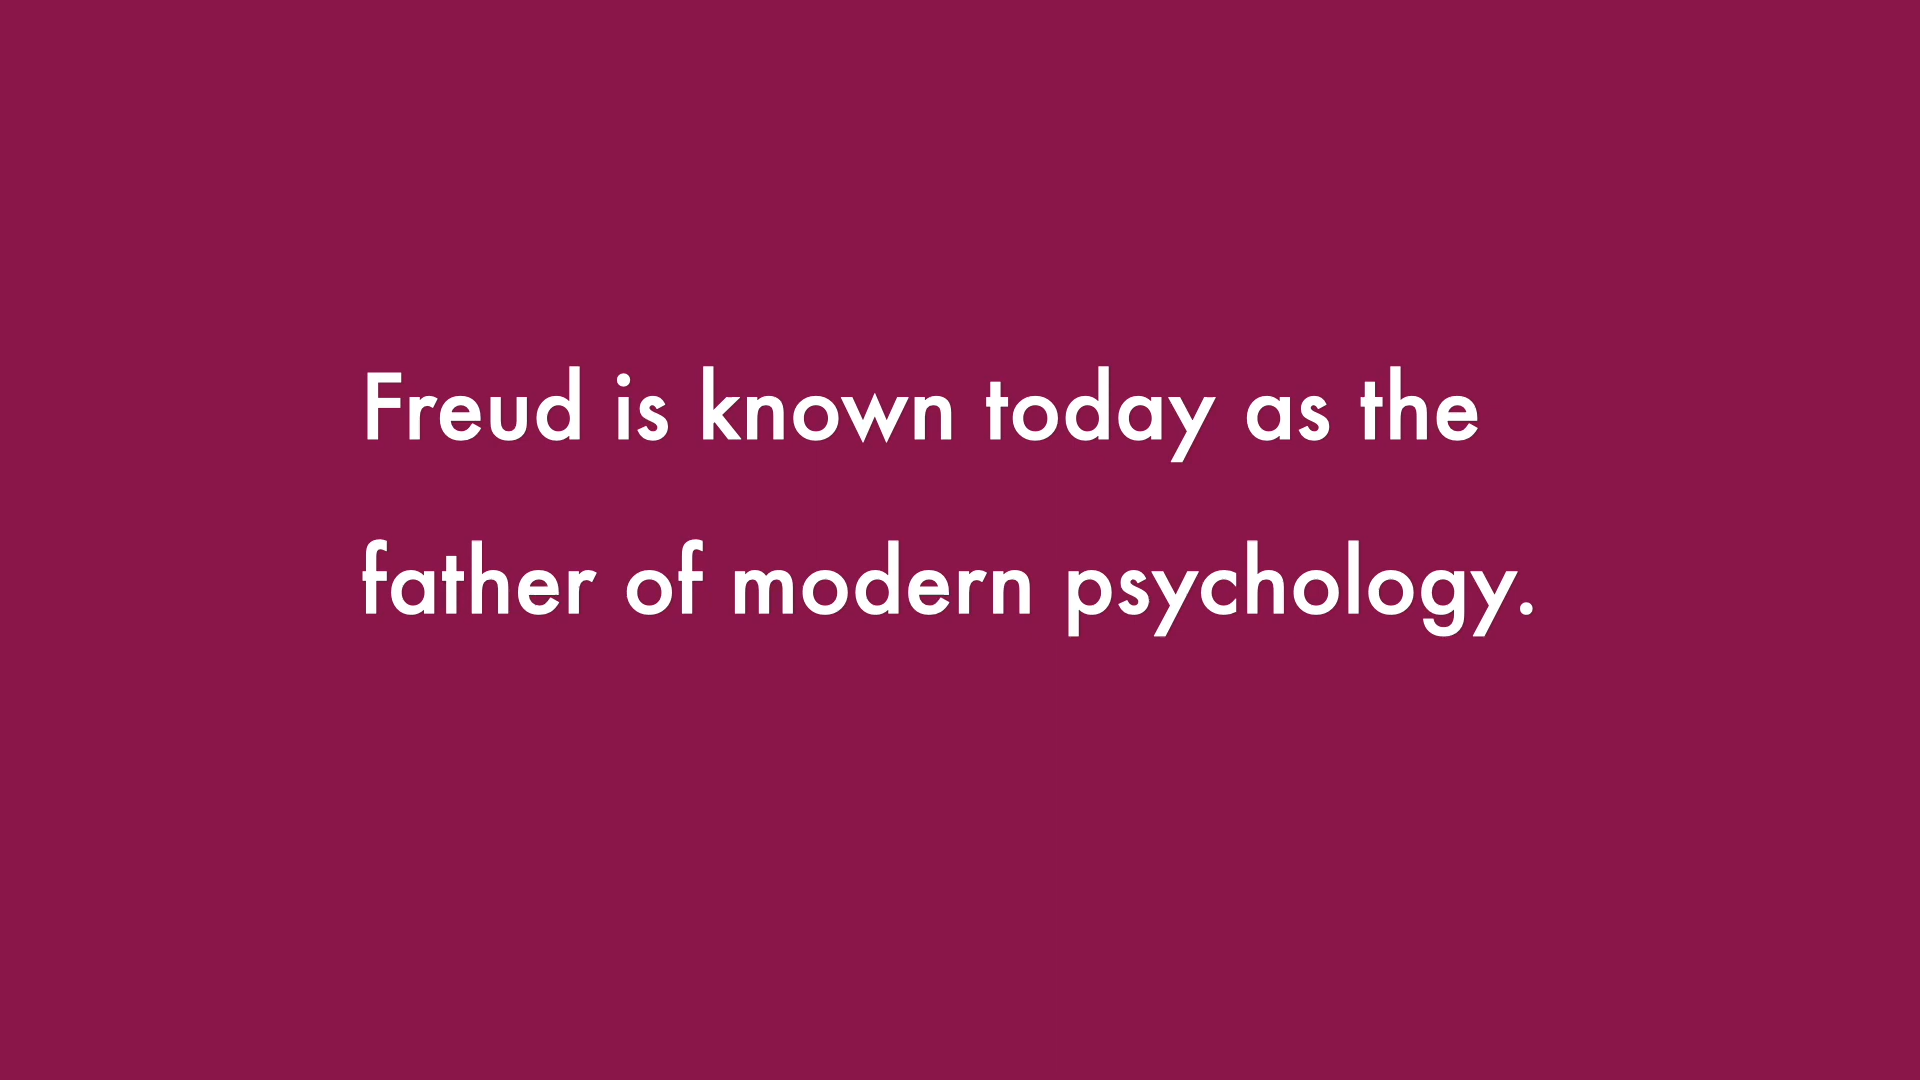 Freud is known today as the
father of modern psychology.